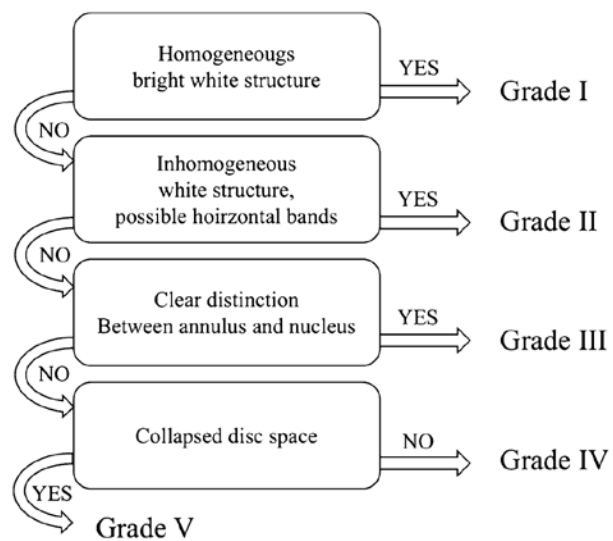 Homogeneougs
bright white structure
YES
Grade I
NO
Inhomogeneous
white structure,
possible hoirzontal bands
YES
Grade II
NO
Clear distinction
Between annulus and nucleus
YES
Grade III
NO
Collapsed disc space
NO
Grade IV
YES
Grade V